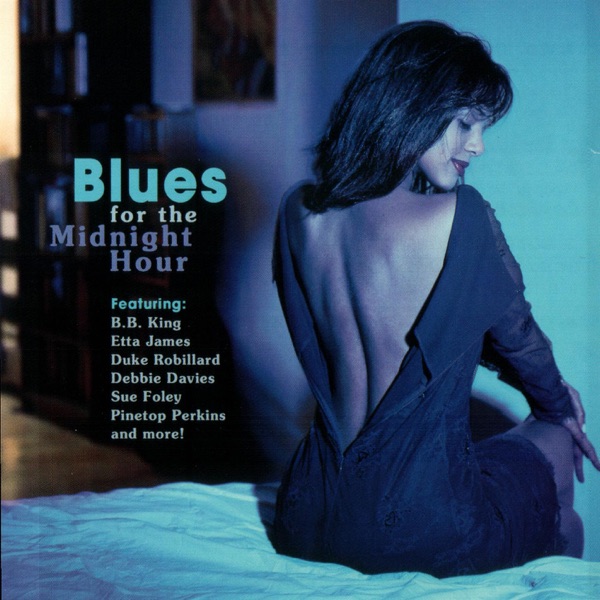 Blues
for the
Midnight
Hour
Featuring:
B.B. King
Etta James
Duke Robillard
Debbie Davies
Sue Foley
Pinetop Perkins
and more!